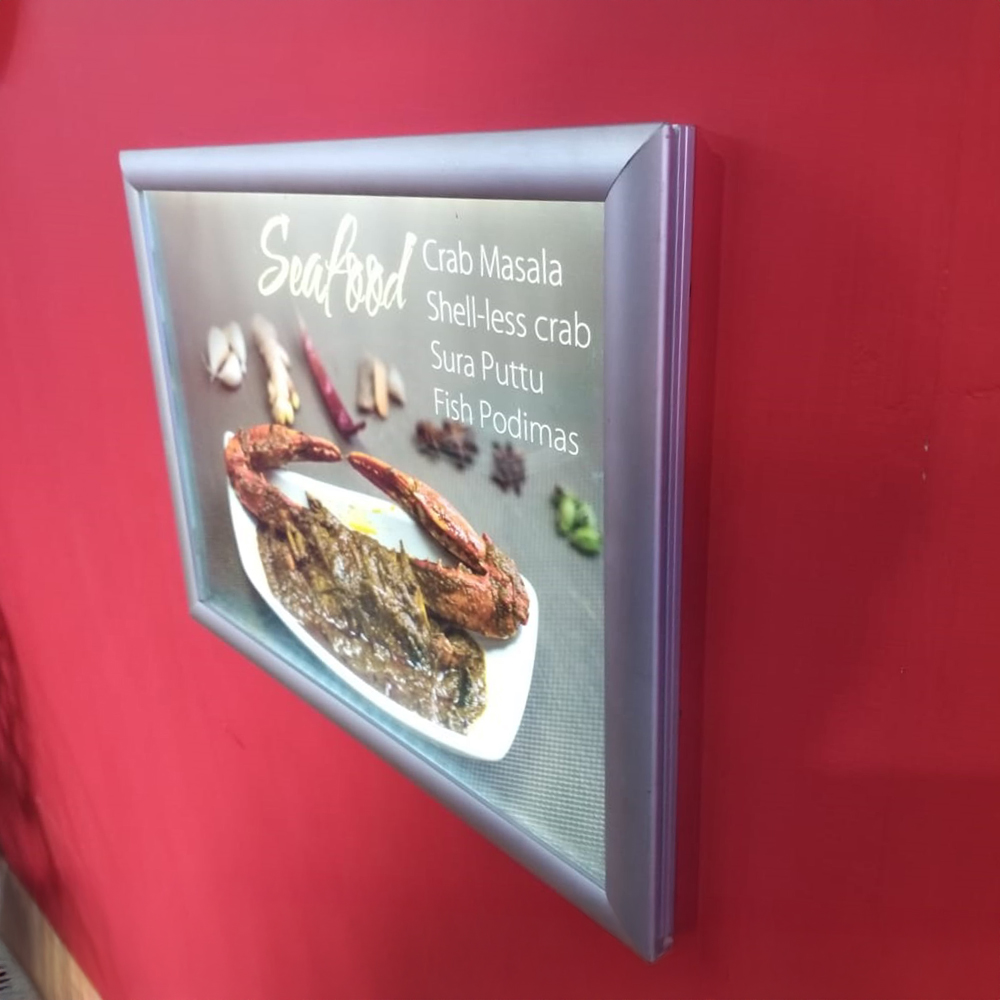 Seafood
Crab Masala
Shell-less crab
Sura Puttu
Fish Podimas